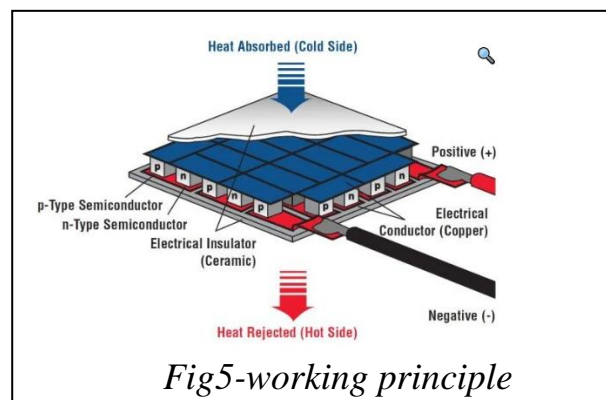 Heat Absorbed (Cold Side)
Positive (+)
p
n
p
n
p
p
n
p
n
p-Type Semiconductor
n-Type Semiconductor
Electrical Insulator
(Ceramic)
Electrical
Conductor (Copper)
Negative (-)
Heat Rejected (Hot Side)
Fig5-working principle